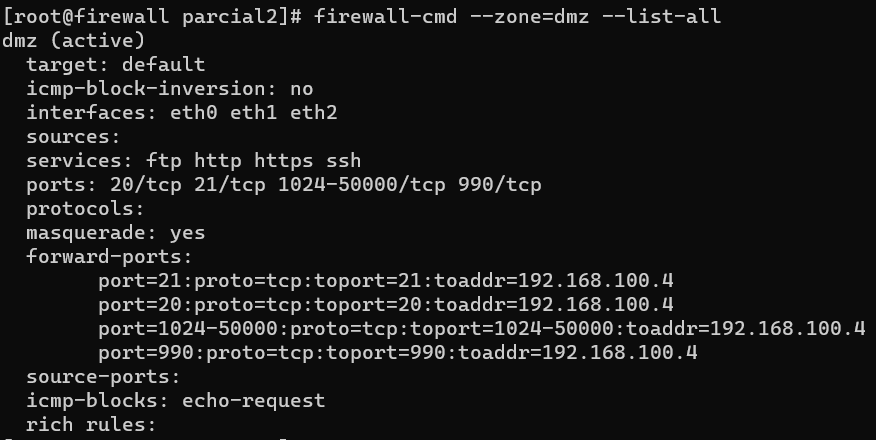 [root@firewall parcial2]# firewall-cmd --zone=dmz --list-all
dmz (active)
  target: default
  icmp-block-inversion: no
  interfaces: eth0 eth1 eth2
  sources:
  services: ftp http https ssh
  ports: 20/tcp 21/tcp 1024-50000/tcp 990/tcp
  protocols:
  masquerade: yes
  forward-ports:
        port=21:proto=tcp:toport=21:toaddr=192.168.100.4
        port=20:proto=tcp:toport=20:toaddr=192.168.100.4
        port=1024-50000:proto=tcp:toport=1024-50000:toaddr=192.168.100.4
        port=990:proto=tcp:toport=990:toaddr=192.168.100.4
  source-ports:
  icmp-blocks: echo-request
  rich rules: